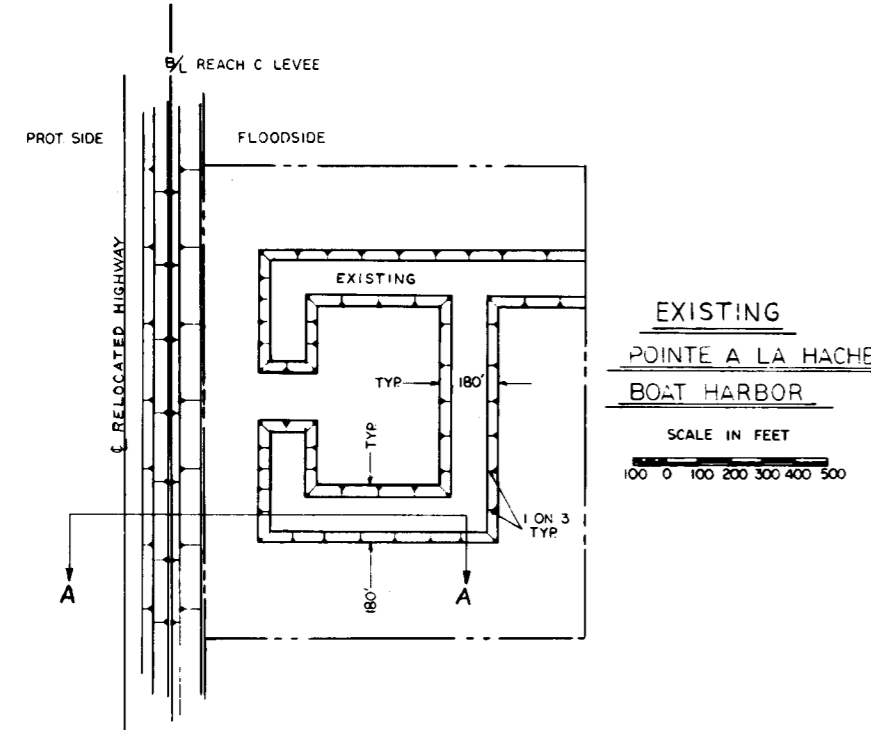 B/L REACH C LEVEE
PROT. SIDE
FLOODSIDE
℄ RELOCATED HIGHWAY
EXISTING
TYP.
180'
TYP.
1 ON 3
TYP.
180'
A
A
EXISTING
POINTE A LA HACHE
BOAT HARBOR
SCALE IN FEET
100 0 100 200 300 400 500